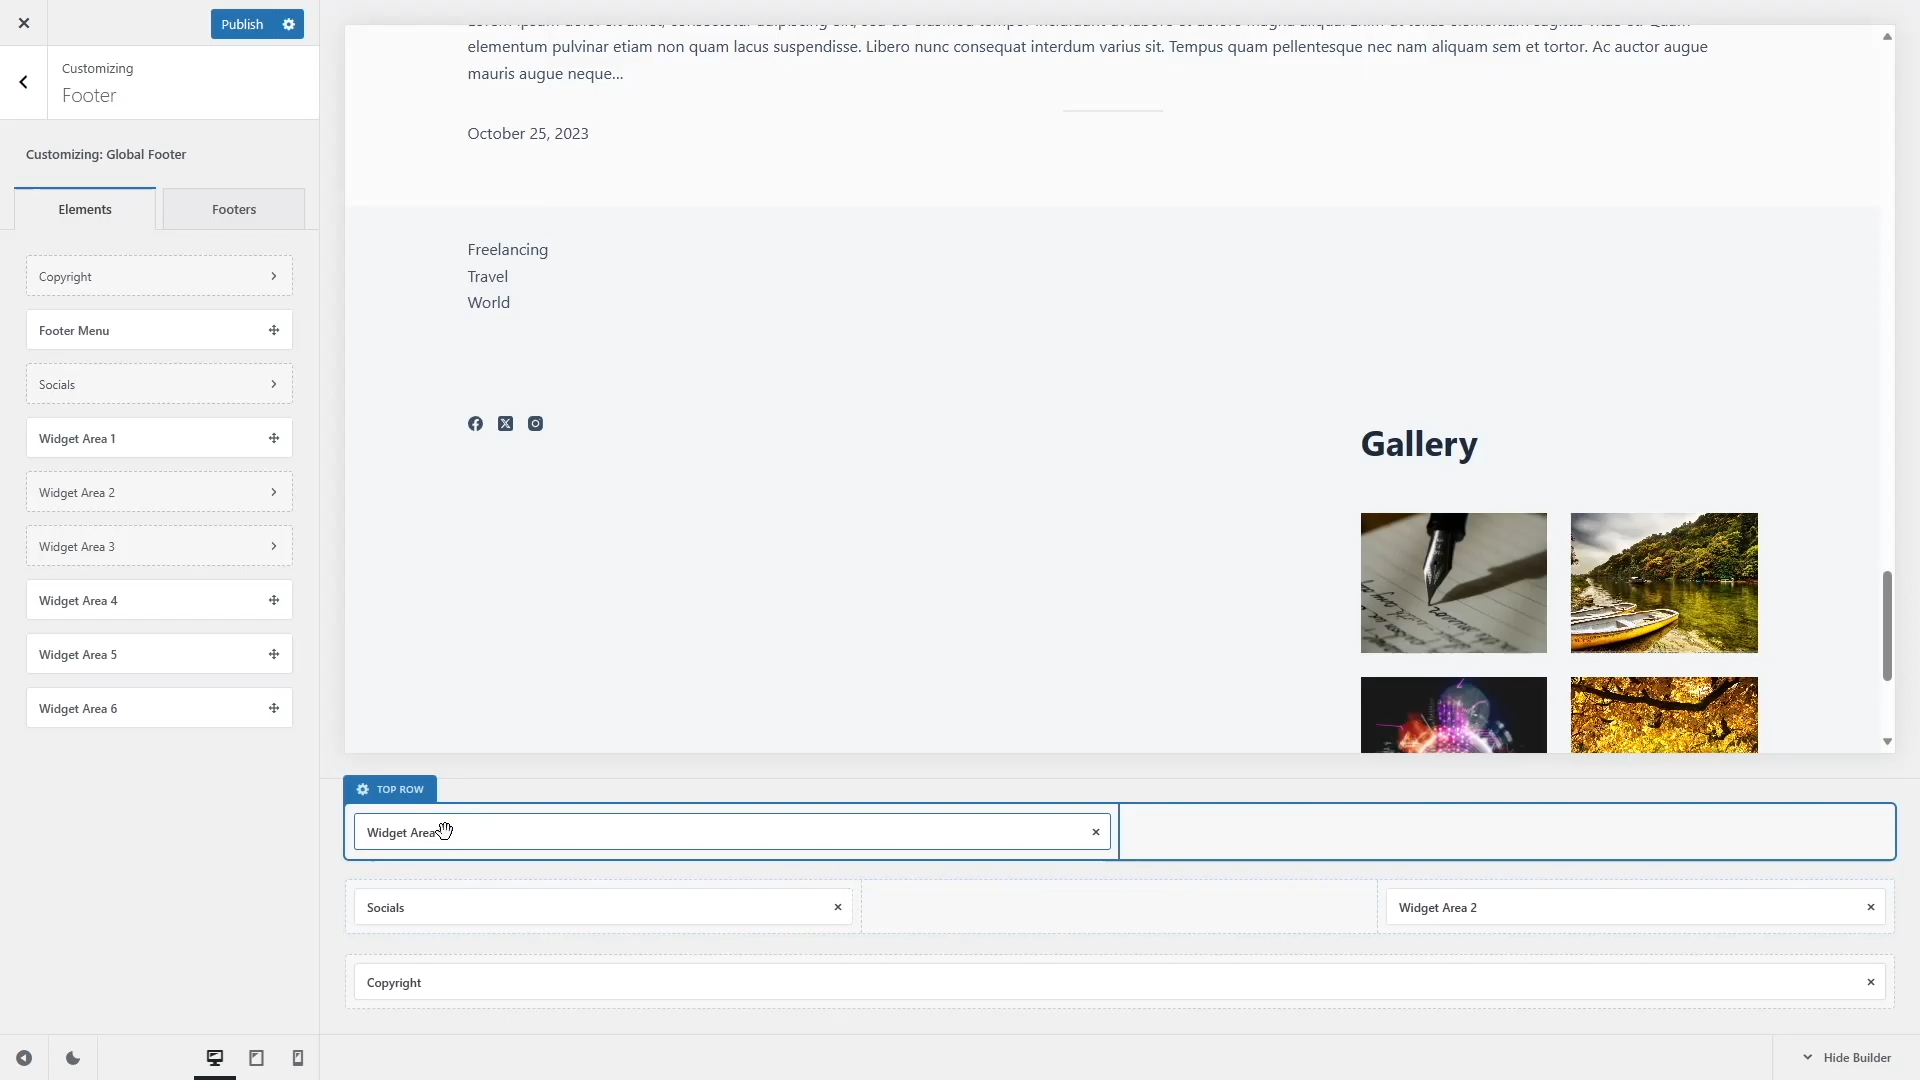 Publish
Customizing
Footer
Customizing: Global Footer
Elements
Footers
Copyright
Footer Menu
Socials
Widget Area 1
Widget Area 2
Widget Area 3
Widget Area 4
Widget Area 5
Widget Area 6
elementum pulvinar etiam non quam lacus suspendisse. Libero nunc consequat interdum varius sit. Tempus quam pellentesque nec nam aliquam sem et tortor. Ac auctor augue
mauris augue neque…
October 25, 2023
Freelancing
Travel
World
Gallery
TOP ROW
Widget Area
Socials
Widget Area 2
Copyright
Hide Builder